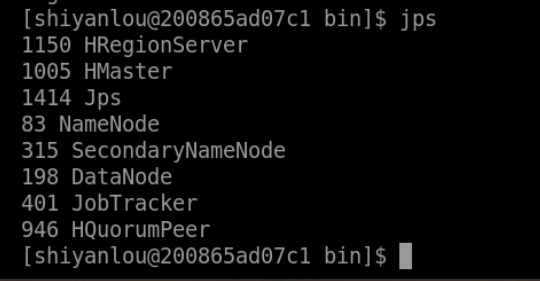 [shiyanlou@200865ad07c1 bin]$ jps
1150 HRegionServer
1005 HMaster
1414 Jps
83 NameNode
315 SecondaryNameNode
198 DataNode
401 JobTracker
946 HQuorumPeer
[shiyanlou@200865ad07c1 bin]$